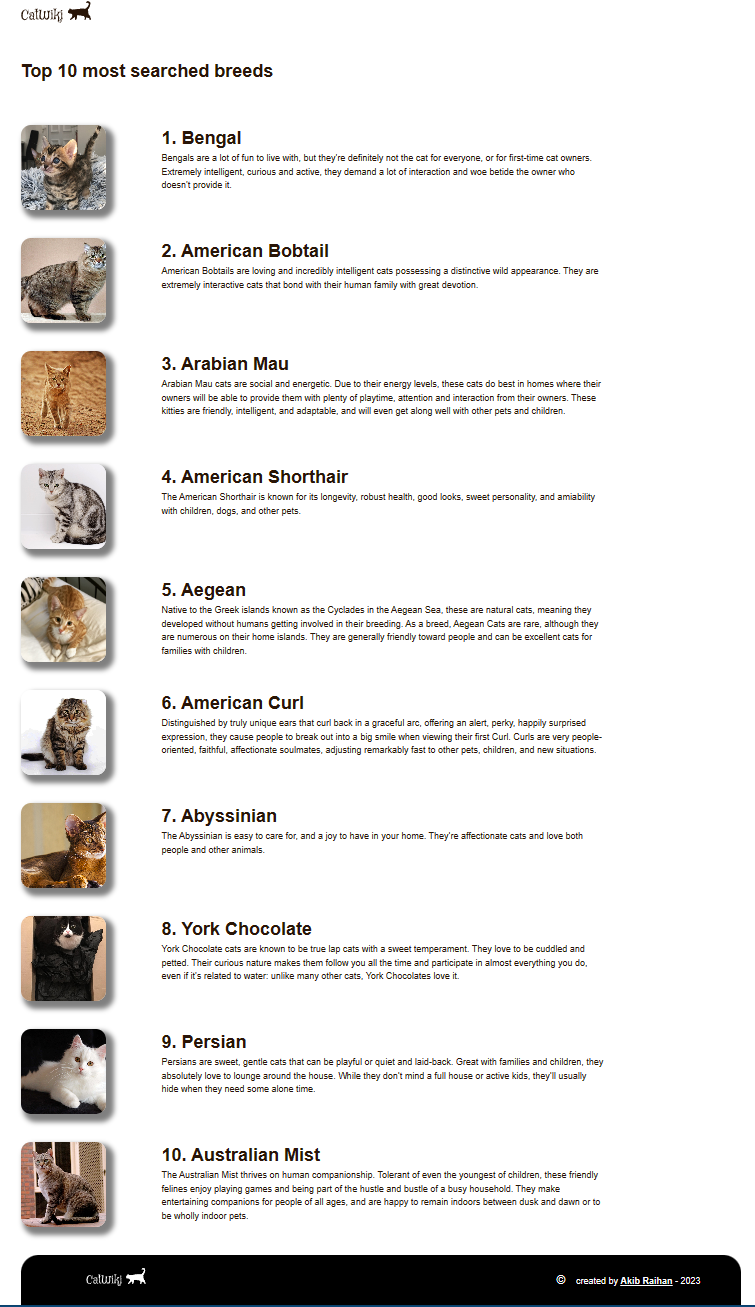 CatWiki
Top 10 most searched breeds
1. Bengal
Bengals are a lot of fun to live with, but they're definitely not the cat for everyone, or for first-time cat owners.
Extremely intelligent, curious and active, they demand a lot of interaction and woe betide the owner who
doesn't provide it.
2. American Bobtail
American Bobtails are loving and incredibly intelligent cats possessing a distinctive wild appearance. They are
extremely interactive cats that bond with their human family with great devotion.
3. Arabian Mau
Arabian Mau cats are social and energetic. Due to their energy levels, these cats do best in homes where their
owners will be able to provide them with plenty of playtime, attention and interaction from their owners. These
kitties are friendly, intelligent, and adaptable, and will even get along well with other pets and children.
4. American Shorthair
The American Shorthair is known for its longevity, robust health, good looks, sweet personality, and amiability
with children, dogs, and other pets.
5. Aegean
Native to the Greek islands known as the Cyclades in the Aegean Sea, these are natural cats, meaning they
developed without humans getting involved in their breeding. As a breed, Aegean Cats are rare, although they
are numerous on their home islands. They are generally friendly toward people and can be excellent cats for
families with children.
6. American Curl
Distinguished by truly unique ears that curl back in a graceful arc, offering an alert, perky, happily surprised
expression, they cause people to break out into a big smile when viewing their first Curl. Curls are very people-
oriented, faithful, affectionate soulmates, adjusting remarkably fast to other pets, children, and new situations.
7. Abyssinian
The Abyssinian is easy to care for, and a joy to have in your home. They're affectionate cats and love both
people and other animals.
8. York Chocolate
York Chocolate cats are known to be true lap cats with a sweet temperament. They love to be cuddled and
petted. Their curious nature makes them follow you all the time and participate in almost everything you do,
even if it's related to water: unlike many other cats, York Chocolates love it.
9. Persian
Persians are sweet, gentle cats that can be playful or quiet and laid-back. Great with families and children, they
absolutely love to lounge around the house. While they don't mind a full house or active kids, they'll usually
hide when they need some alone time.
10. Australian Mist
The Australian Mist thrives on human companionship. Tolerant of even the youngest of children, these friendly
felines enjoy playing games and being part of the hustle and bustle of a busy household. They make
entertaining companions for people of all ages, and are happy to remain indoors between dusk and dawn or to
be wholly indoor pets.
CatWiki
© created by Akib Raihan - 2023